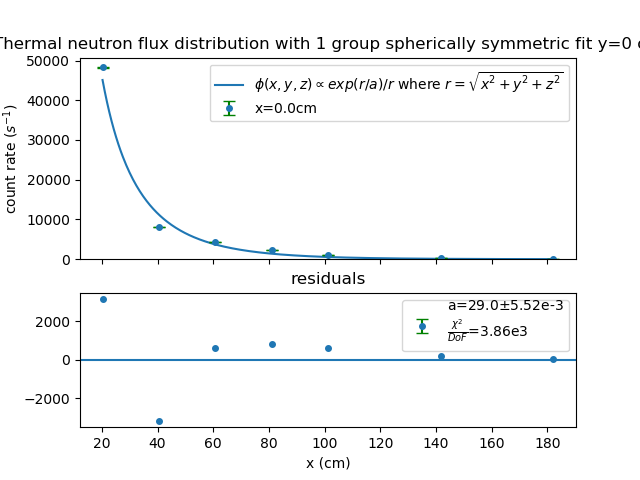 Thermal neutron flux distribution with 1 group spherically symmetric fit y=0 c
50000
40000
30000
20000
10000
0
count rate (s⁻¹)
ϕ(x, y, z) ∝ exp(r/a)/r where r = √x² + y² + z²
x=0.0cm
residuals
2000
0
−2000
a=29.0±5.52e-3
χ²/DoF=3.86e3
20 40 60 80 100 120 140 160 180
x (cm)